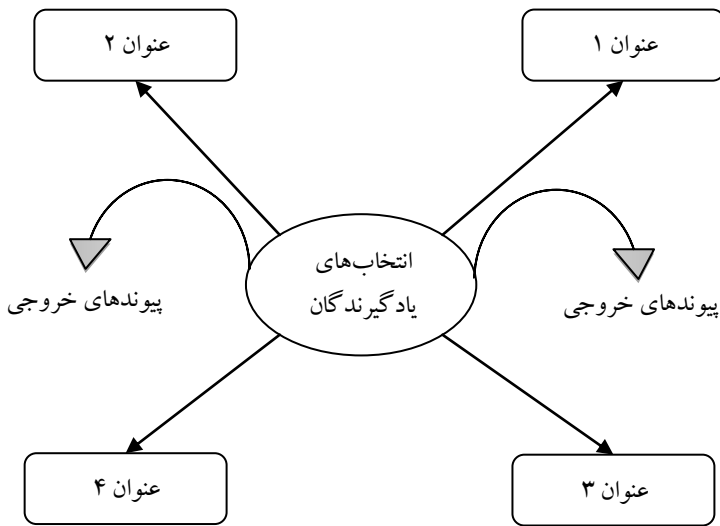 عنوان ۱
عنوان ۲
انتخاب‌های
یادگیرندگان
پیوندهای خروجی
پیوندهای خروجی
عنوان ۳
عنوان ۴